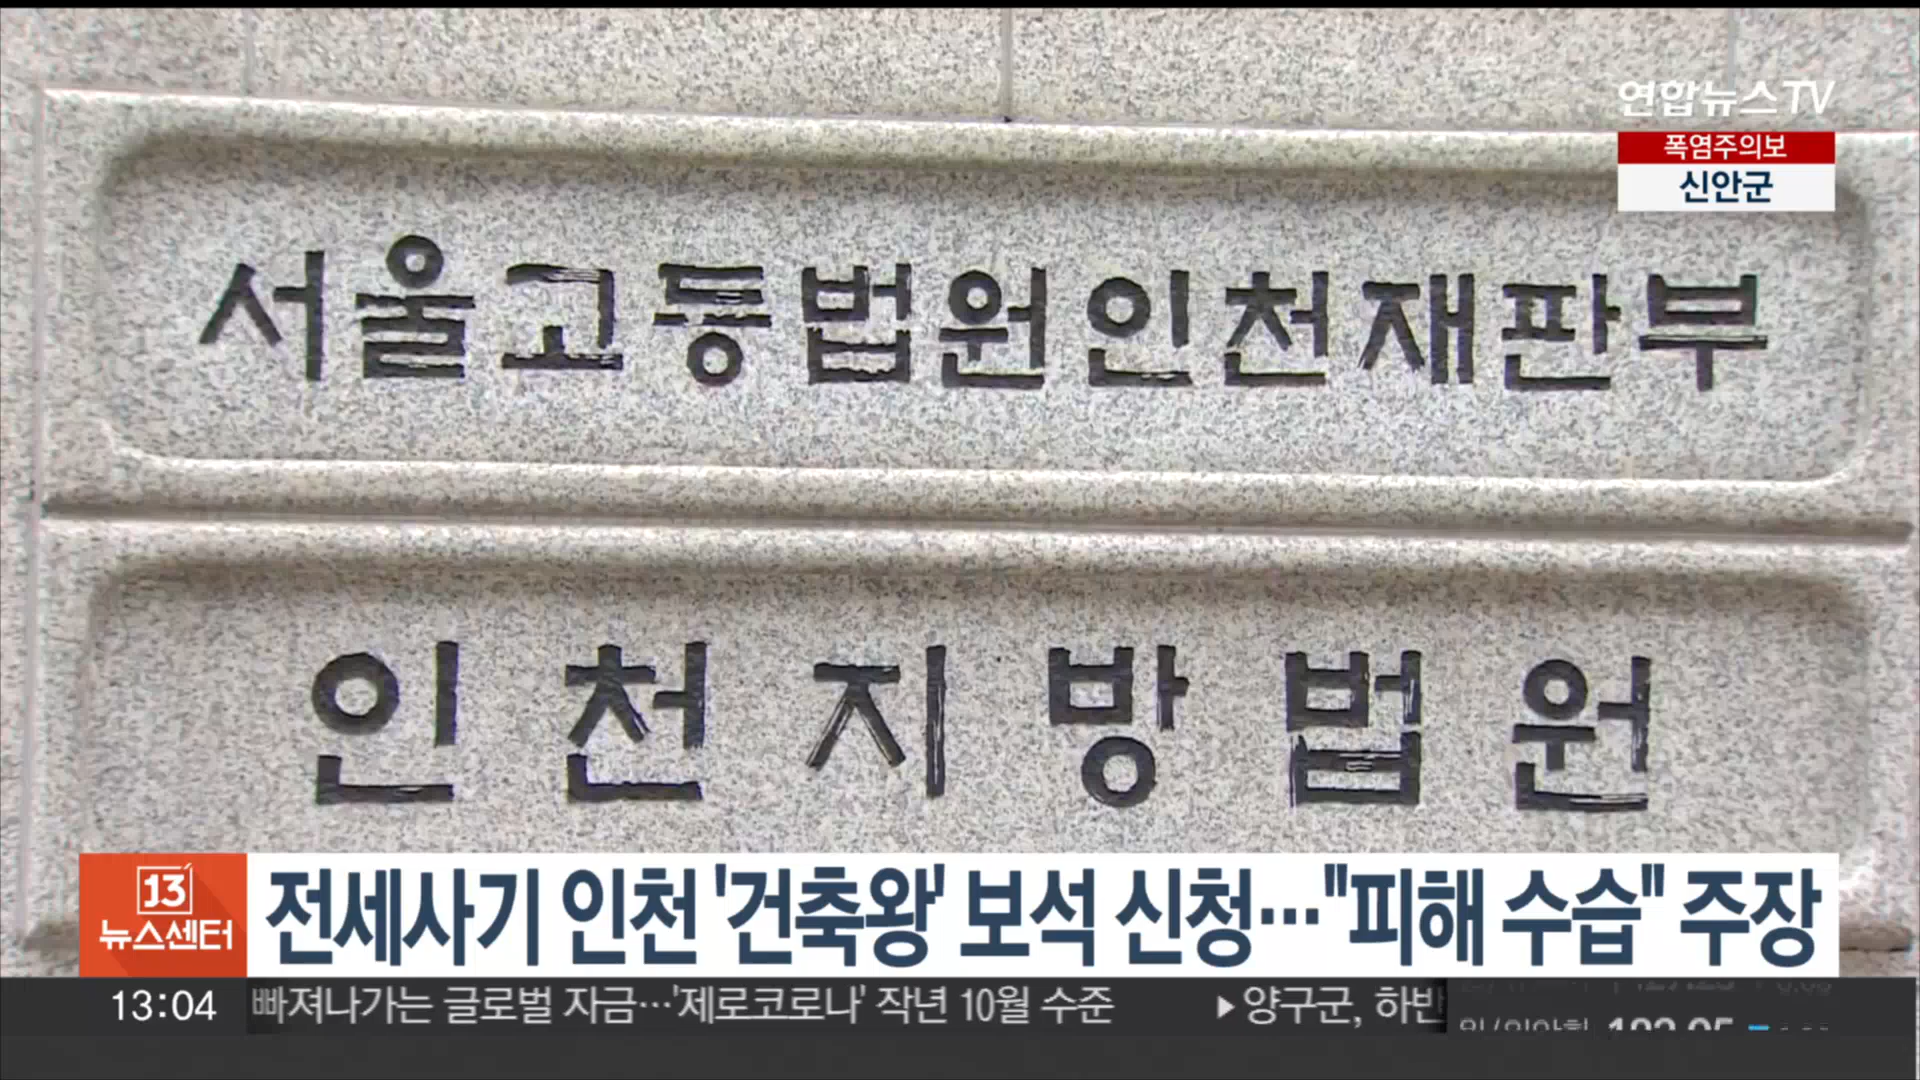 연합뉴스TV
폭염주의보
신안군
서울고등법원인천재판부
인천지방법원
13
뉴스센터
전세사기 인천 '건축왕' 보석 신청…"피해 수습" 주장
13:04
빠져나가는 글로벌 자금…'제로코로나' 작년 10월 수준 ▶양구군, 하반